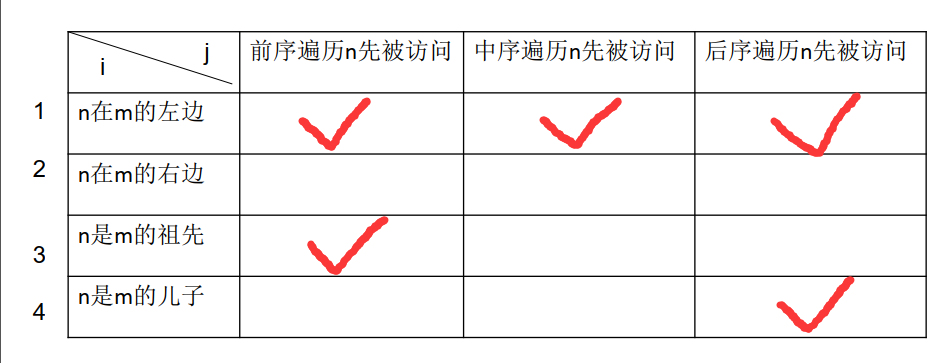 j
i
前序遍历n先被访问
中序遍历n先被访问
后序遍历n先被访问
1
n在m的左边
2
n在m的右边
3
n是m的祖先
4
n是m的儿子